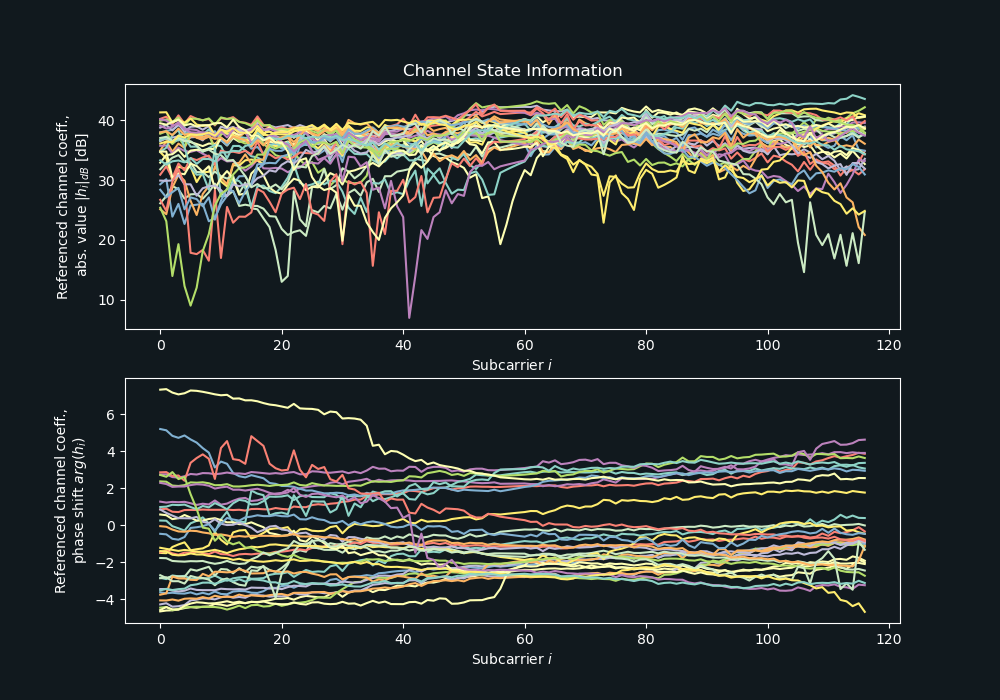 Channel State Information
Referenced channel coeff.,
abs. value $|h_i|_{dB}$ [dB]
40
30
20
10
0 20 40 60 80 100 120
Subcarrier $i$
Referenced channel coeff.,
phase shift $arg(h_i)$
6
4
2
0
−2
−4
0 20 40 60 80 100 120
Subcarrier $i$